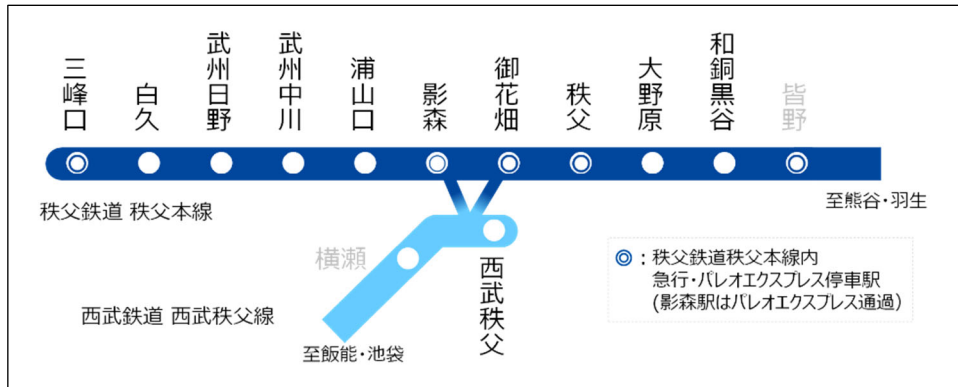 三峰口
白久
武州日野
武州中川
浦山口
影森
御花畑
秩父
大野原
和銅黒谷
皆野
秩父鉄道 秩父本線
至熊谷・羽生
横瀬
西武秩父
西武鉄道 西武秩父線
至飯能・池袋
◎：秩父鉄道秩父本線内
急行・パレオエクスプレス停車駅
(影森駅はパレオエクスプレス通過)